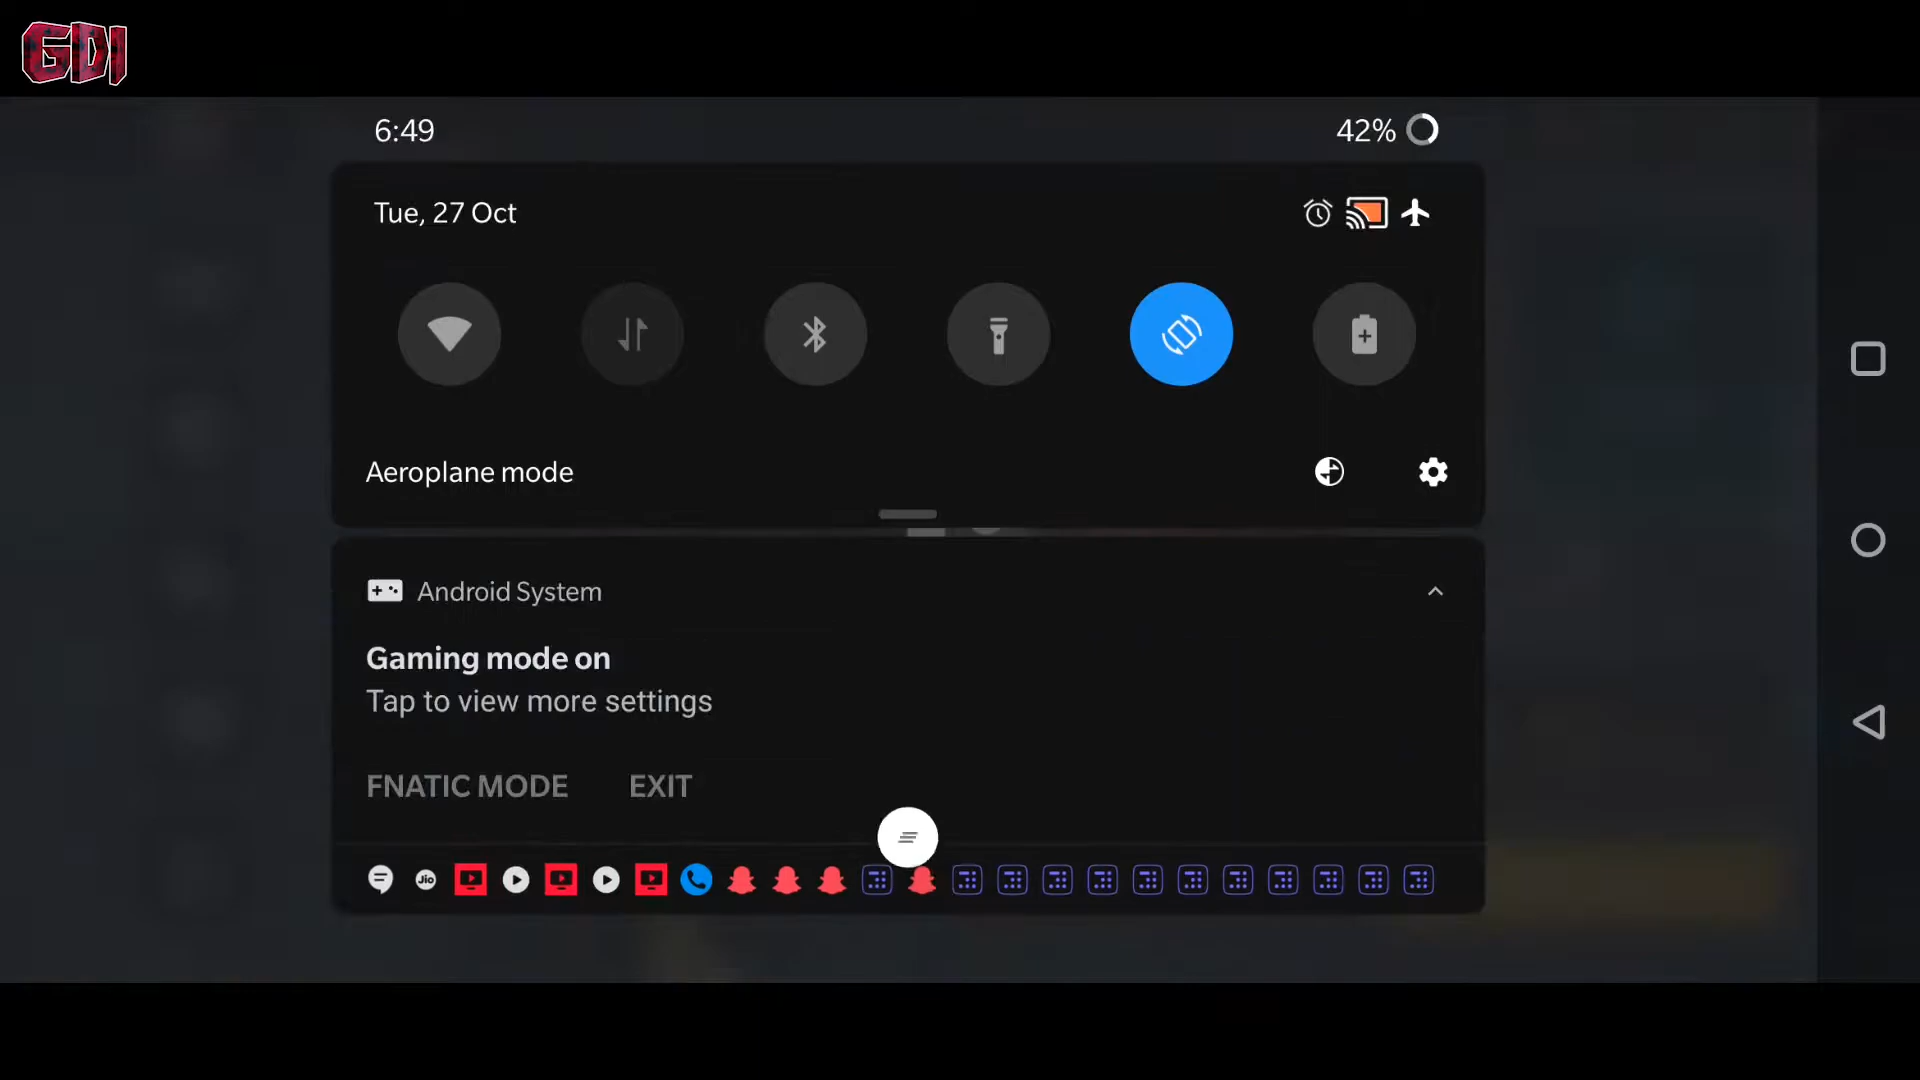 GDI
6:49
42%
Tue, 27 Oct
Aeroplane mode
Android System
Gaming mode on
Tap to view more settings
FNATIC MODE EXIT
Jio